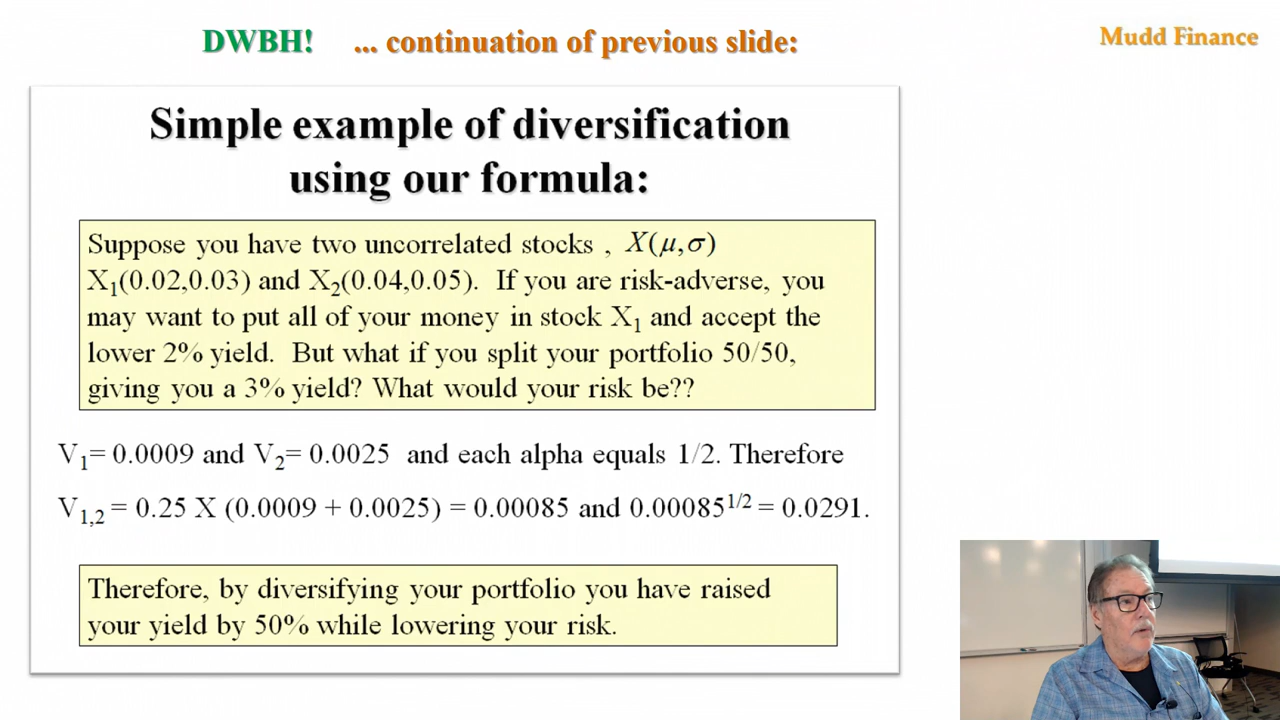 DWBH! ... continuation of previous slide:
Mudd Finance
Simple example of diversification
using our formula:
Suppose you have two uncorrelated stocks , X(μ,σ)
X₁(0.02,0.03) and X₂(0.04,0.05). If you are risk-adverse, you
may want to put all of your money in stock X₁ and accept the
lower 2% yield. But what if you split your portfolio 50/50,
giving you a 3% yield? What would your risk be??
V₁= 0.0009 and V₂= 0.0025 and each alpha equals 1/2. Therefore
V₁,₂ = 0.25 X (0.0009 + 0.0025) = 0.00085 and 0.00085^1/2 = 0.0291.
Therefore, by diversifying your portfolio you have raised
your yield by 50% while lowering your risk.